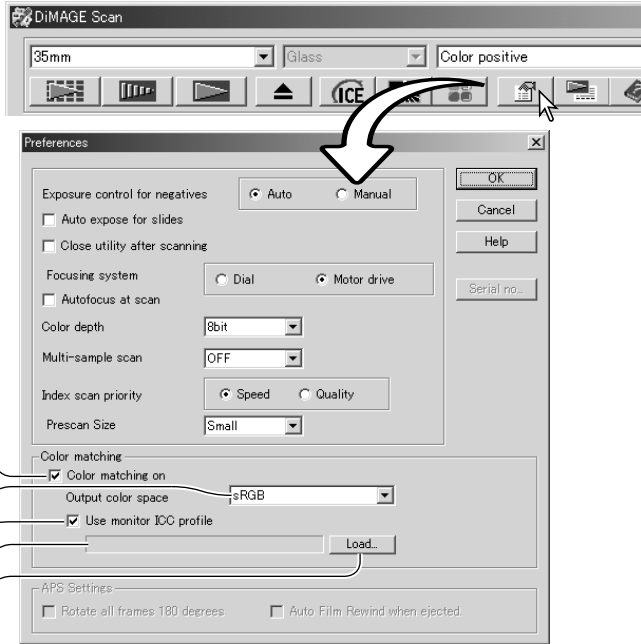 DiMAGE Scan
35mm Glass Color positive
ICE
Preferences
Exposure control for negatives Auto Manual OK
Auto expose for slides Cancel
Close utility after scanning Help
Focusing system Dial Motor drive Serial no...
Autofocus at scan
Color depth 8bit
Multi-sample scan OFF
Index scan priority Speed Quality
Prescan Size Small
Color matching
Color matching on
Output color space sRGB
Use monitor ICC profile
Load...
APS Settings
Rotate all frames 180 degrees Auto Film Rewind when ejected.